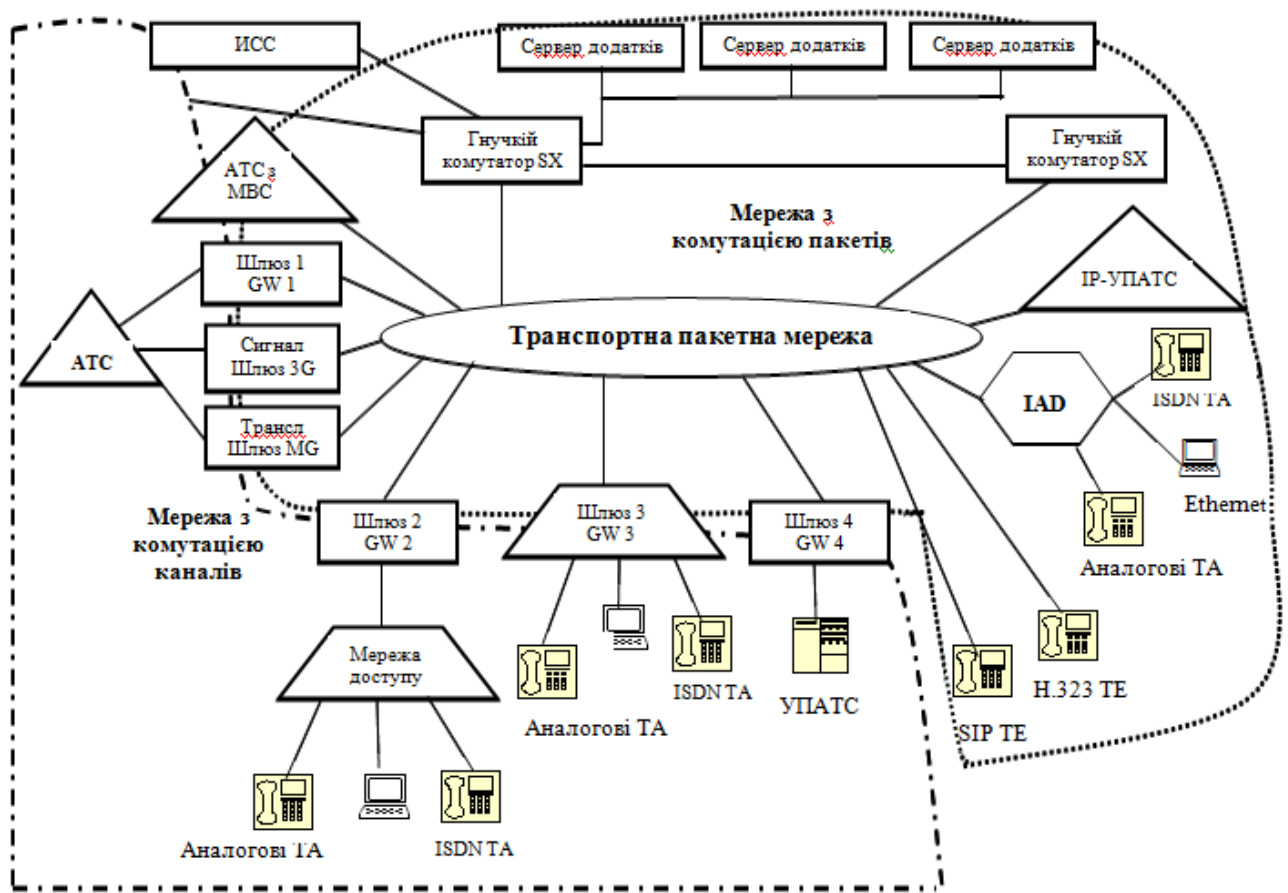 ИСС
Сервер додатків
Сервер додатків
Сервер додатків
Гнучкій
комутатор SX
Гнучкій
комутатор SX
АТС з
МВС
Мережа з
комутацією пакетів
Шлюз 1
GW 1
ІР-УПАТС
АТС
Сигнал
Шлюз 3G
Транспортна пакетна мережа
IAD
ISDN TA
Трансл
Шлюз MG
Ethernet
Мережа з
комутацією
каналів
Шлюз 2
GW 2
Шлюз 3
GW 3
Шлюз 4
GW 4
Аналогові ТА
Мережа
доступу
ISDN TA
УПАТС
H.323 TE
Аналогові ТА
SIP TE
Аналогові ТА
ISDN TA